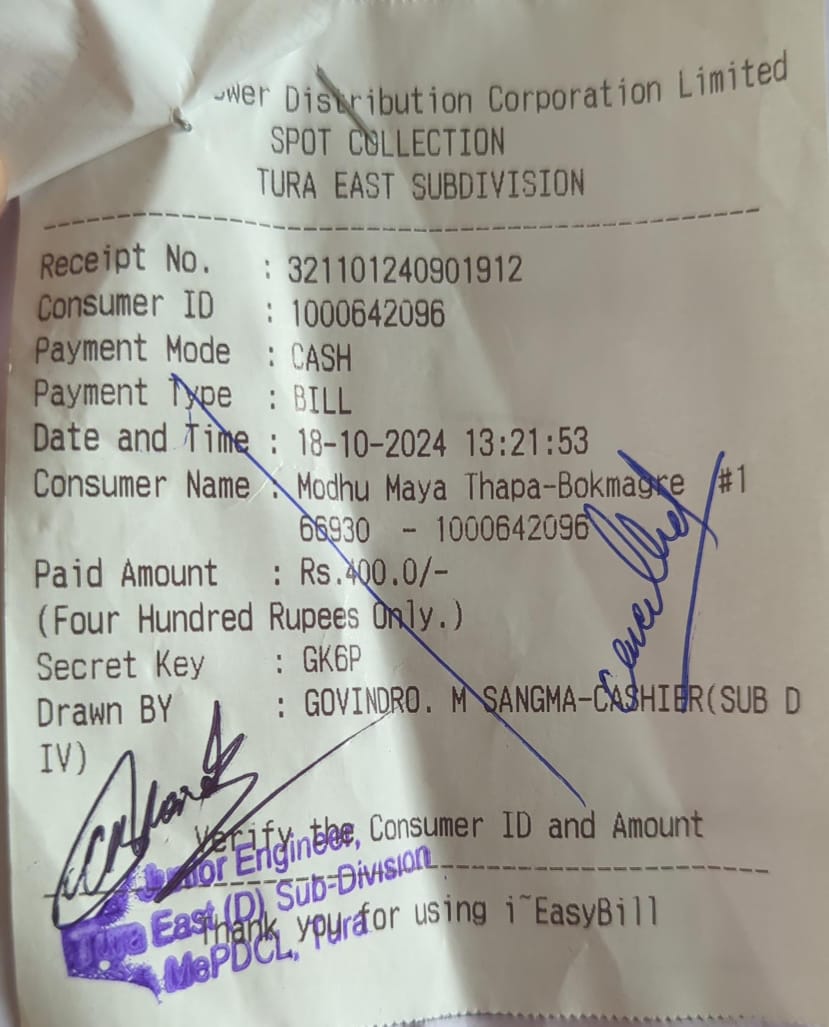 wer Distribution Corporation Limited
SPOT COLLECTION
TURA EAST SUBDIVISION
Receipt No. : 321101240901912
Consumer ID : 1000642096
Payment Mode : CASH
Payment Type : BILL
Date and Time : 18-10-2024 13:21:53
Consumer Name : Modhu Maya Thapa-Bokmagre #1
66930 - 1000642096
Paid Amount : Rs.400.0/-
(Four Hundred Rupees Only.)
Secret Key : GK6P
Drawn BY : GOVINDRO. M SANGMA-CASHIER(SUB D
IV)
Cancelled
Verify the Consumer ID and Amount
Junior Engineer,
Tura East (D) Sub-Division
MePDCL, Tura
Thank you for using i~EasyBill